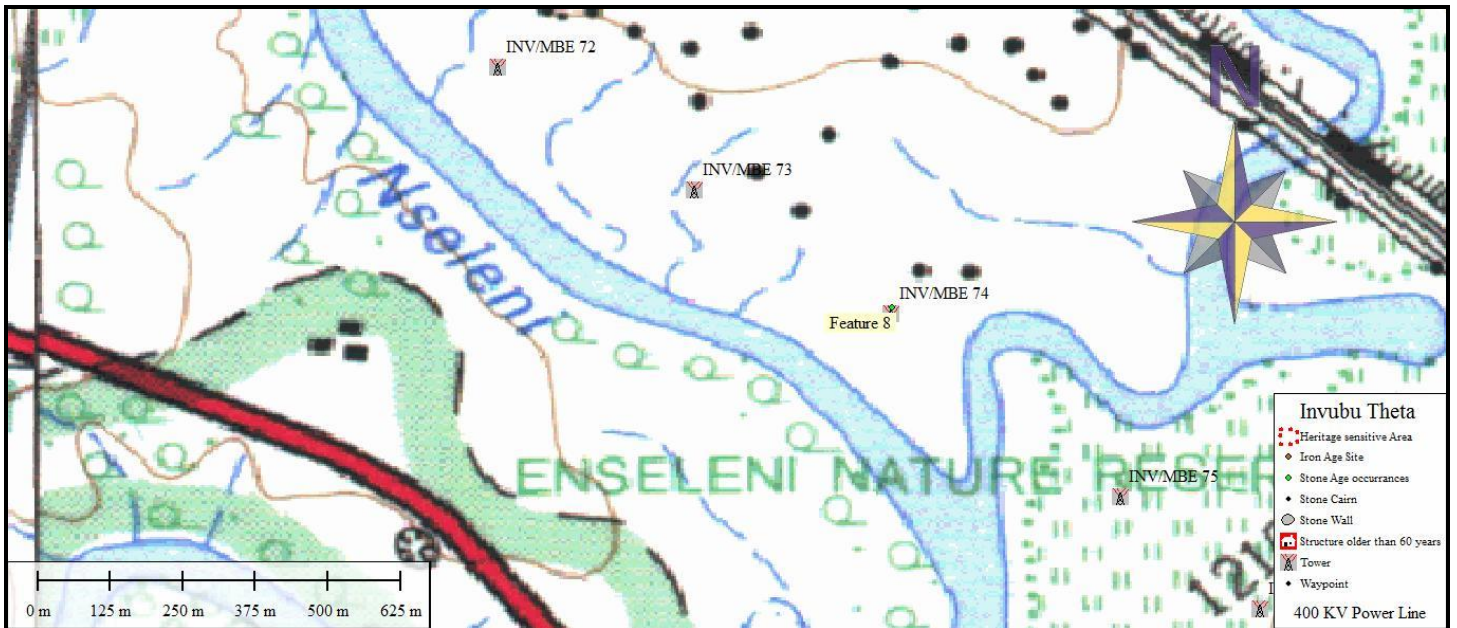 INV/MBE 72
N
INV/MBE 73
Nseleni
INV/MBE 74
Feature 8
ENSELENI NATURE RESER
INV/MBE 75
Invubu Theta
Heritage sensitive Area
Iron Age Site
Stone Age occurrances
Stone Cairn
Stone Wall
Structure older than 60 years
Tower
Waypoint
400 KV Power Line
0 m 125 m 250 m 375 m 500 m 625 m